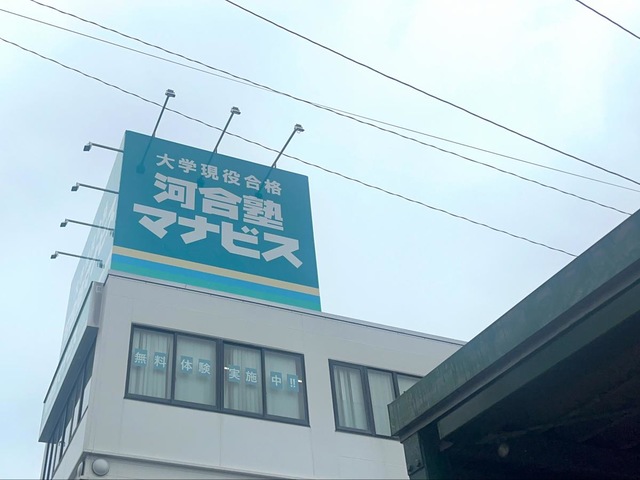 大学現役合格
河合塾
マナビス
無料体験実施中!!